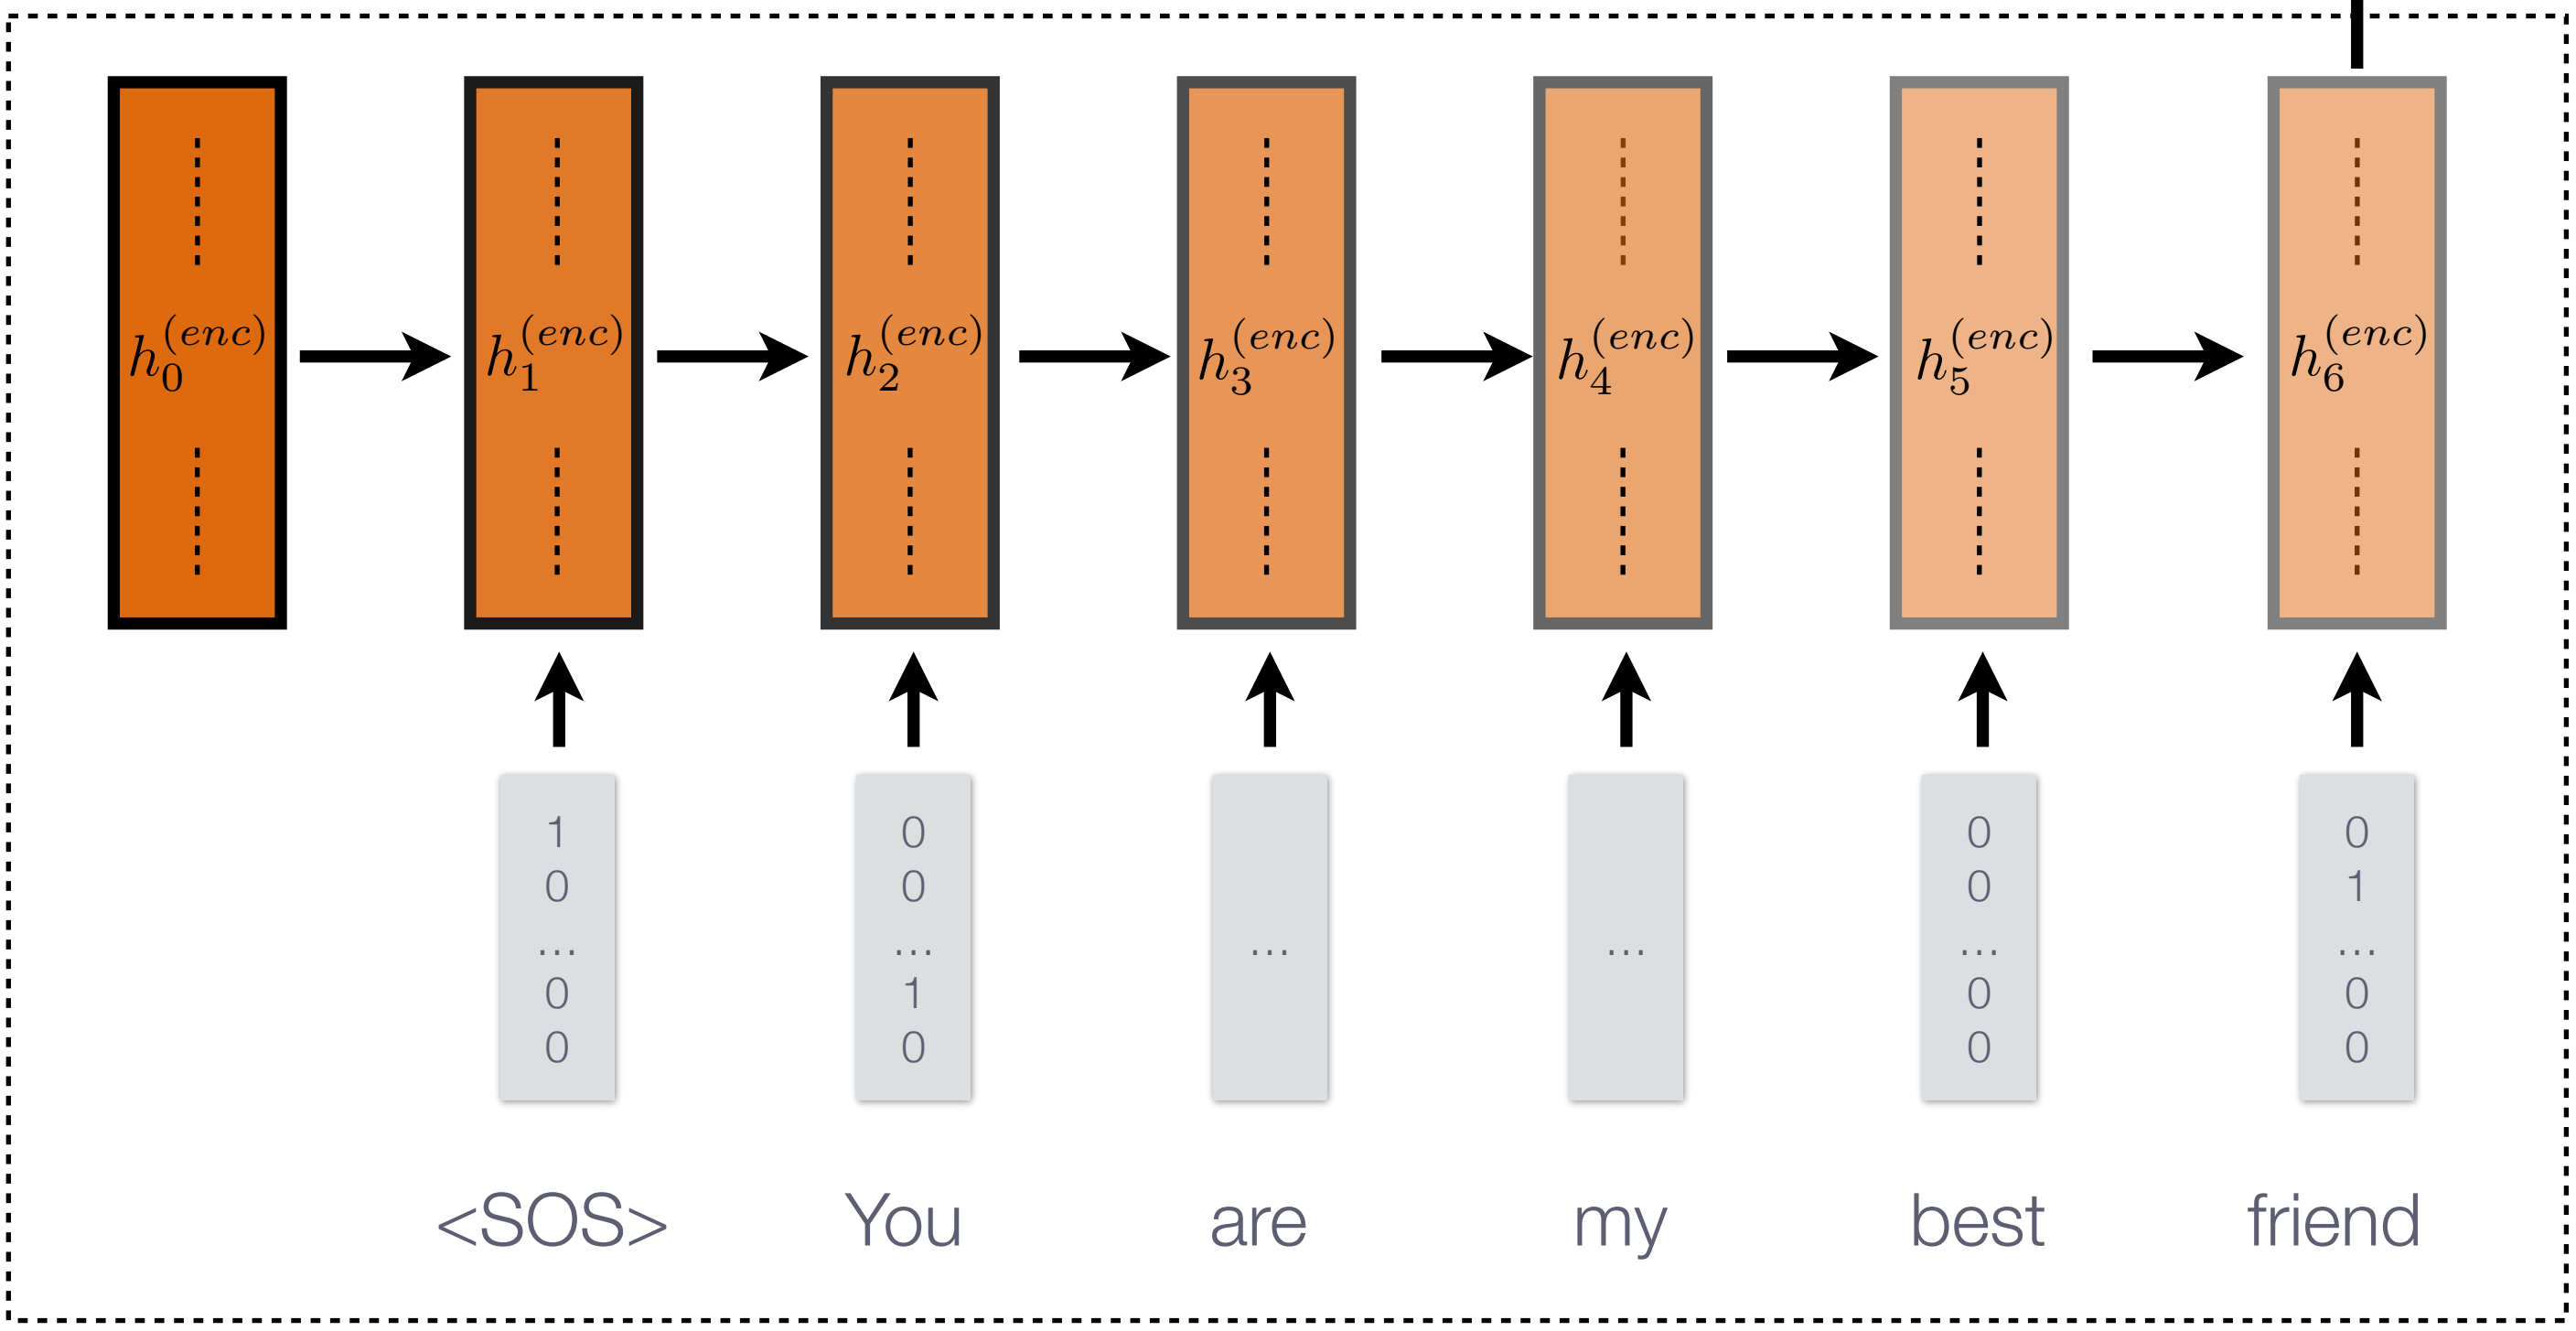 h_0^{(enc)} h_1^{(enc)} h_2^{(enc)} h_3^{(enc)} h_4^{(enc)} h_5^{(enc)} h_6^{(enc)}
1 0 0 0
0 0 0 1
... ... ... ... ... ...
0 1 0 0
0 0 0 0
<SOS> You are my best friend